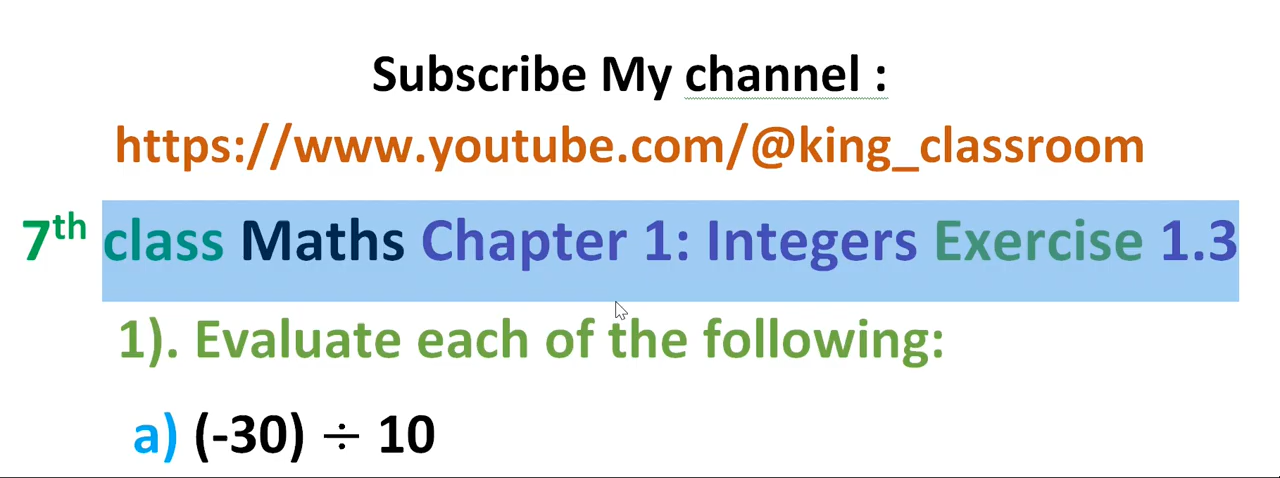 Subscribe My channel :
https://www.youtube.com/@king_classroom
7th class Maths Chapter 1: Integers Exercise 1.3
1). Evaluate each of the following:
a) (-30) ÷ 10